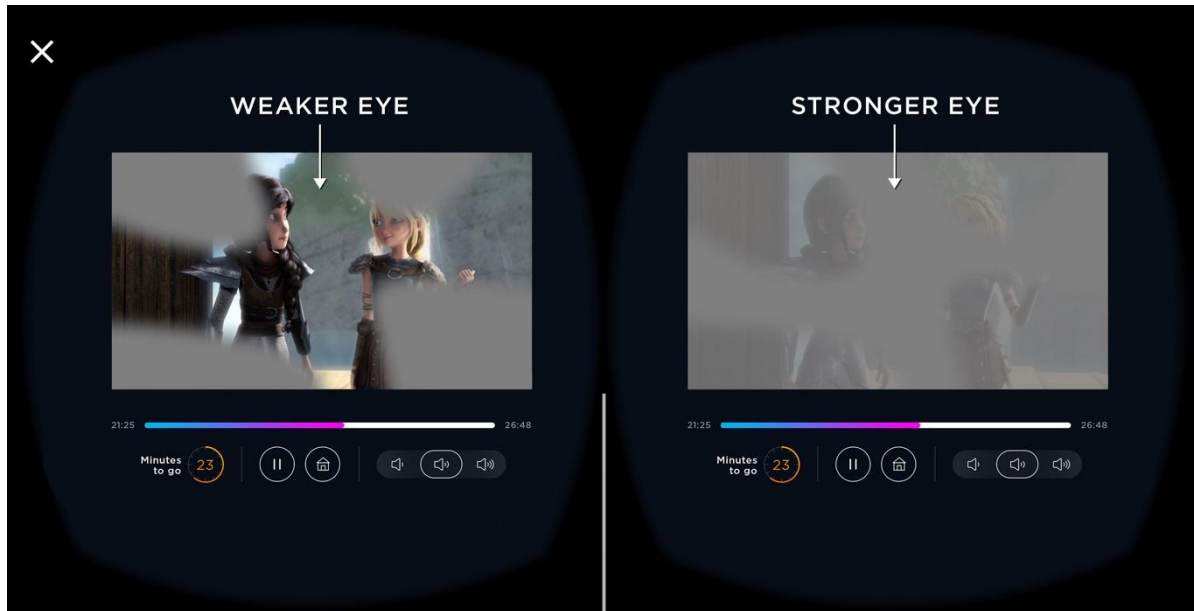 WEAKER EYE
21:25 26:48
Minutes
to go 23
STRONGER EYE
21:25 26:48
Minutes
to go 23